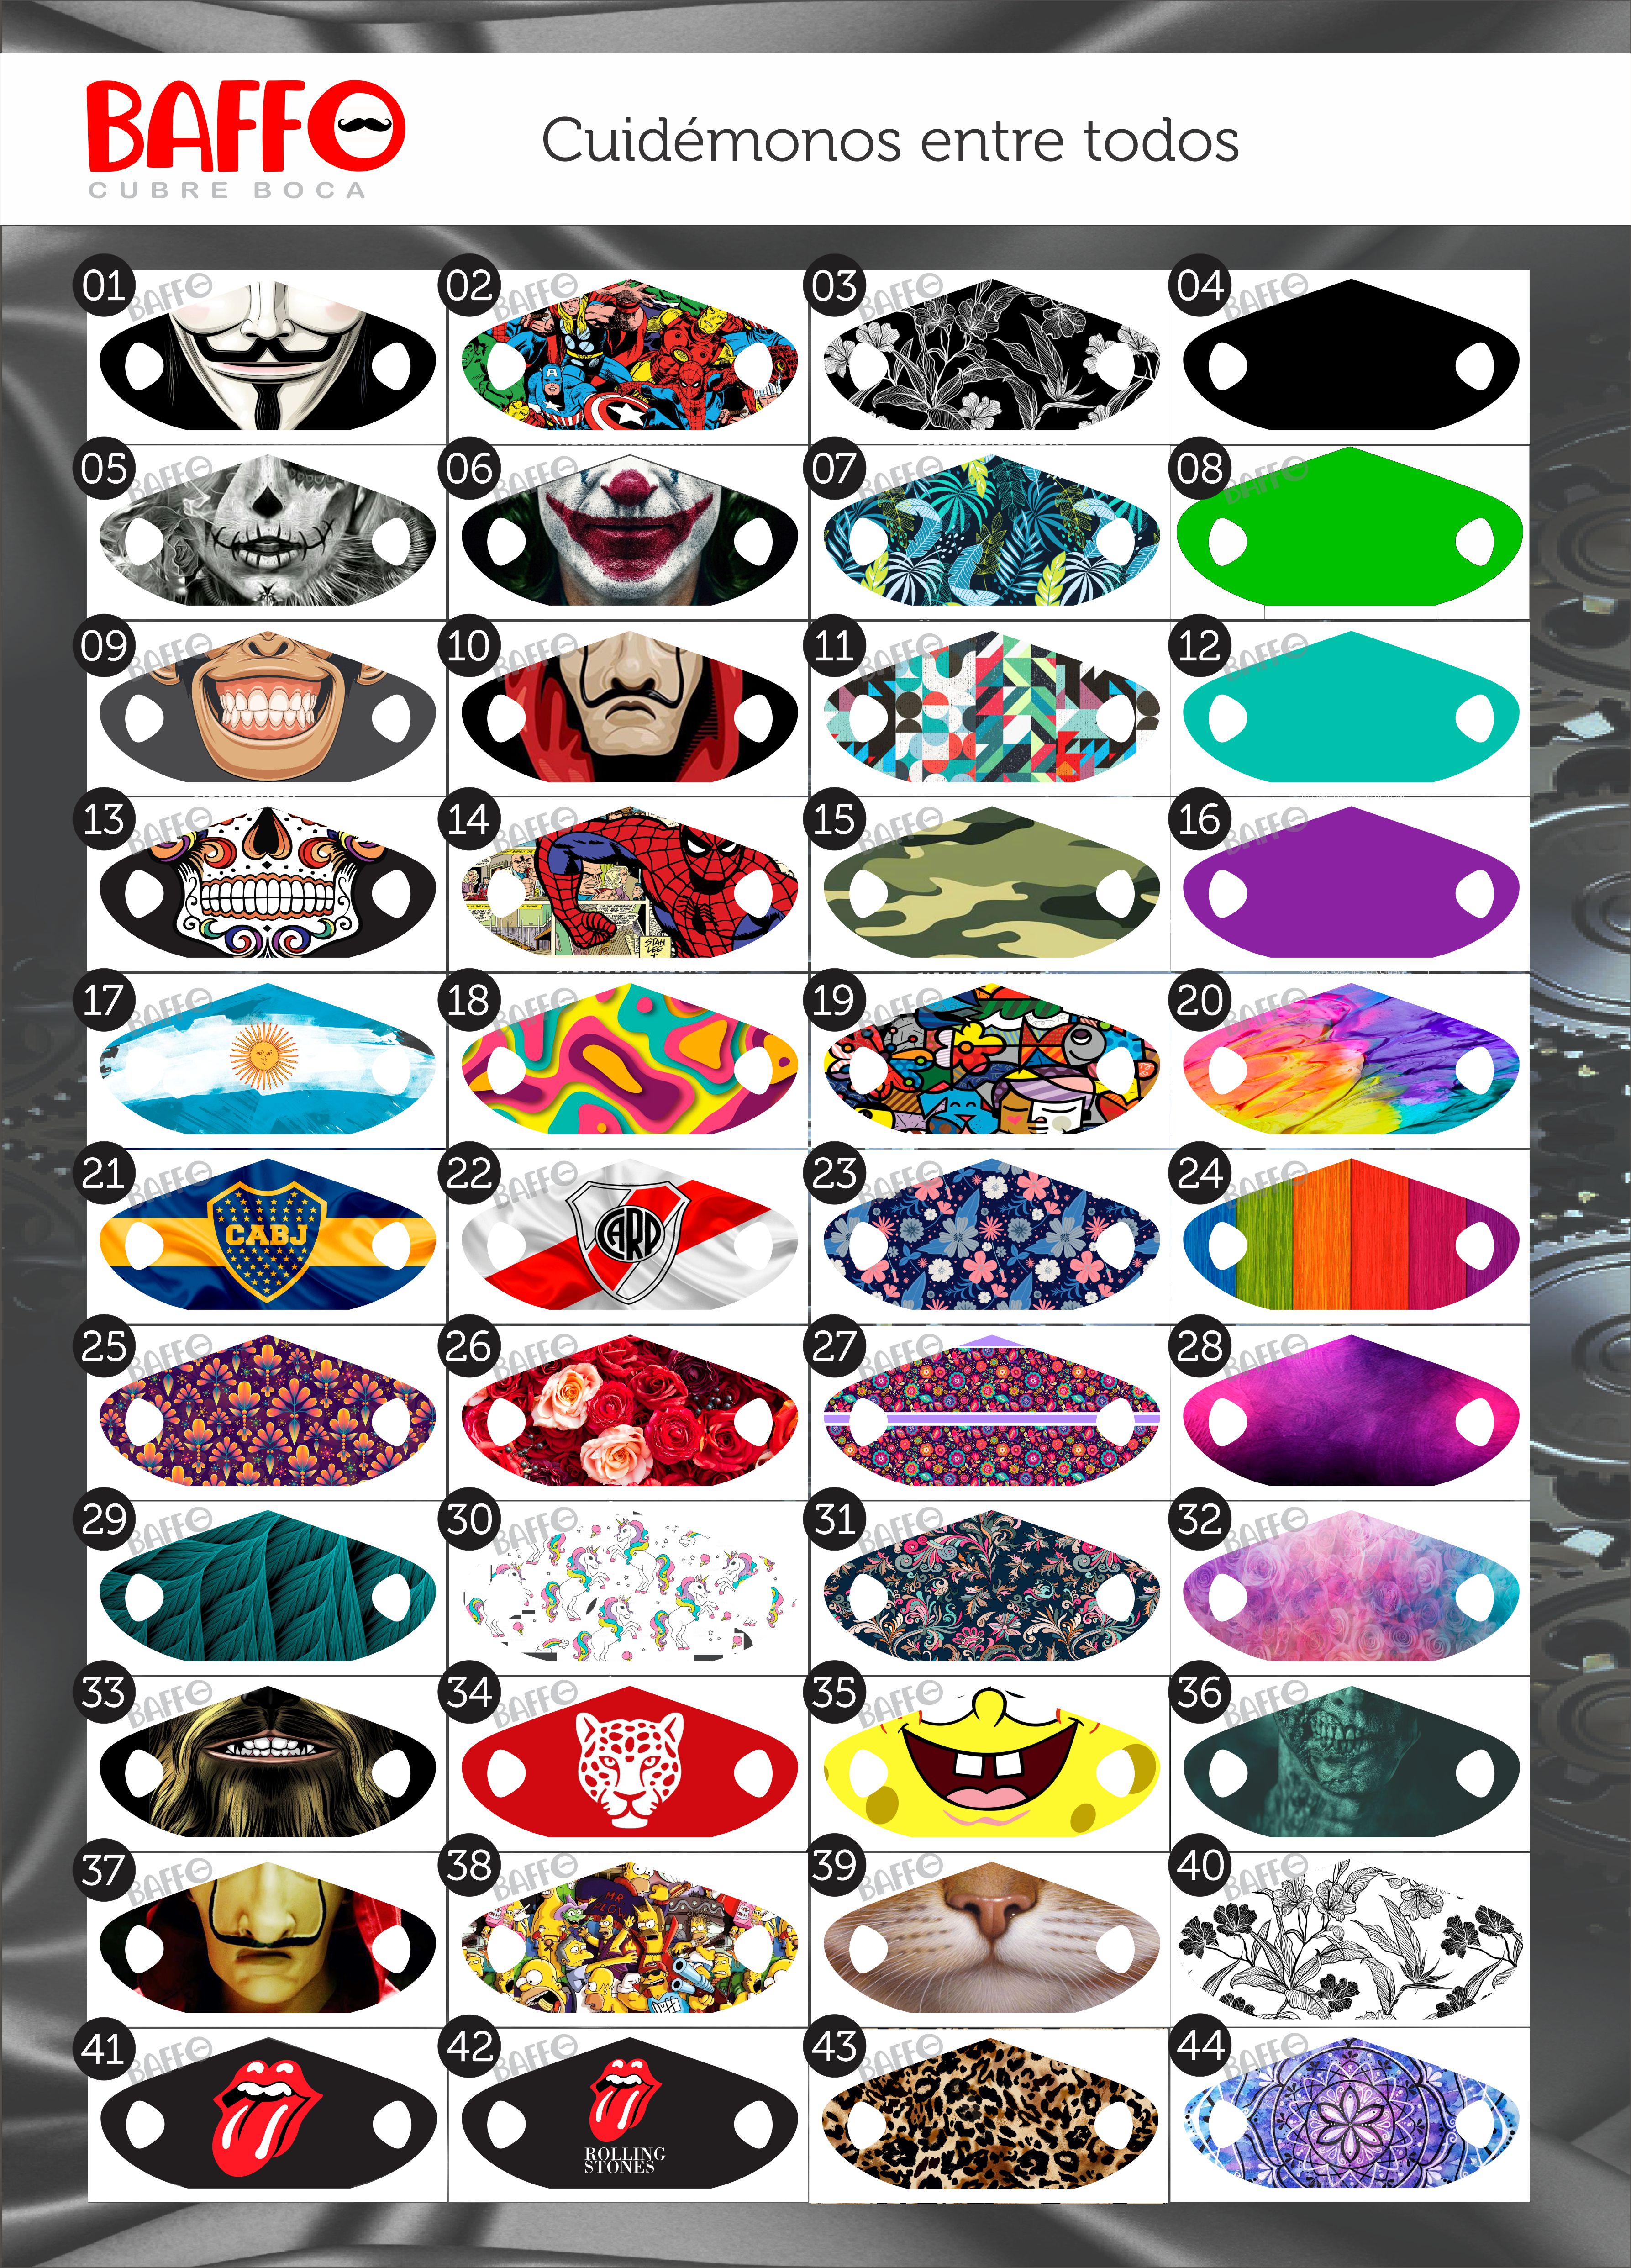 BAFFO
CUBRE BOCA
Cuidémonos entre todos
01 BAFFO
02 BAFFO
03 BAFFO
04 BAFFO
05 BAFFO
06 BAFFO
07 BAFFO
08 BAFFO
09 BAFFO
10 BAFFO
11 BAFFO
12 BAFFO
13 BAFFO
14 BAFFO
STAN
LEE
15 BAFFO
16 BAFFO
17 BAFFO
18 BAFFO
19 BAFFO
20 BAFFO
21 BAFFO
CABJ
22 BAFFO
CARP
23 BAFFO
24 BAFFO
25 BAFFO
26 BAFFO
27 BAFFO
28 BAFFO
29 BAFFO
30 BAFFO
31 BAFFO
32 BAFFO
33 BAFFO
34 BAFFO
35 BAFFO
36 BAFFO
37 BAFFO
38 BAFFO
MR
Duff
39 BAFFO
40 BAFFO
41 BAFFO
42 BAFFO
ROLLING
STONES
43 BAFFO
44 BAFFO